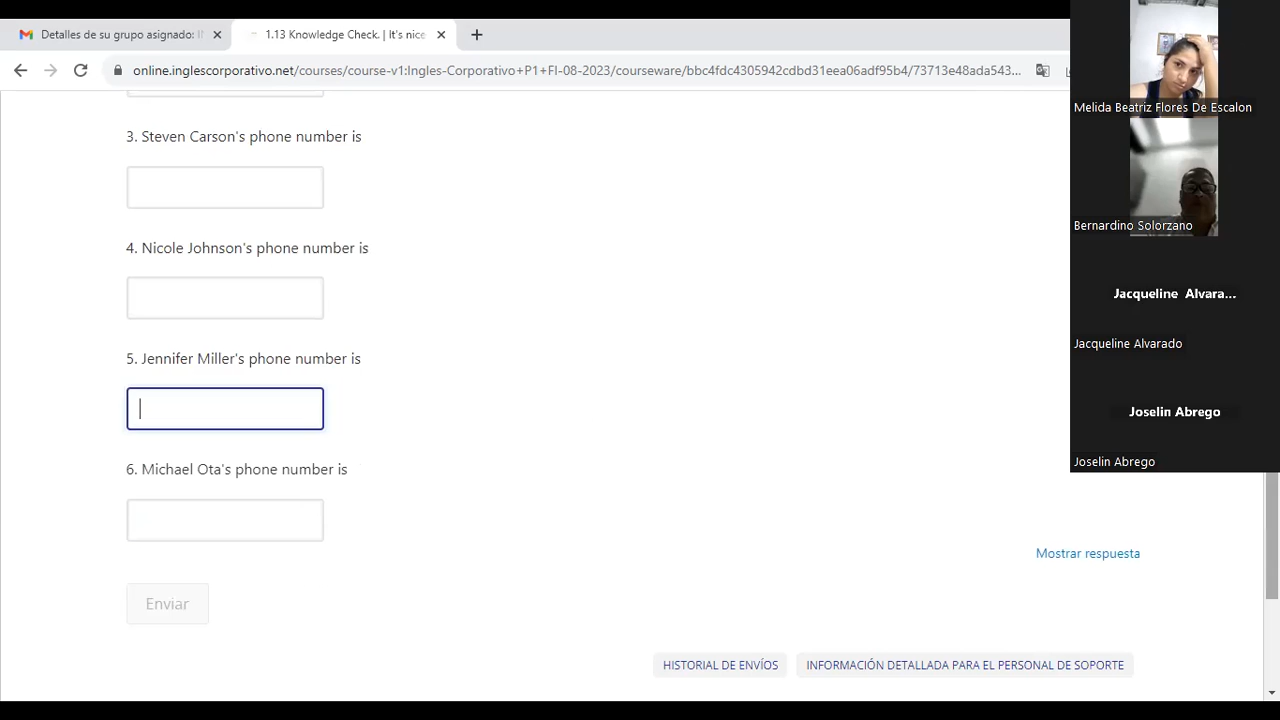 Detalles de su grupo asignado: II
1.13 Knowledge Check. | It's nice
online.inglescorporativo.net/courses/course-v1:Ingles-Corporativo+P1+FI-08-2023/courseware/bbc4fdc4305942cdbd31eea06adf95b4/73713e48ada543...
3. Steven Carson's phone number is
4. Nicole Johnson's phone number is
5. Jennifer Miller's phone number is
6. Michael Ota's phone number is
Mostrar respuesta
Enviar
HISTORIAL DE ENVÍOS
INFORMACIÓN DETALLADA PARA EL PERSONAL DE SOPORTE
Melida Beatriz Flores De Escalon
Bernardino Solorzano
Jacqueline Alvara...
Jacqueline Alvarado
Joselin Abrego
Joselin Abrego